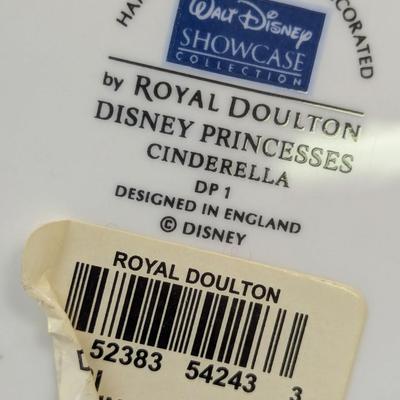 WALT DISNEY
SHOWCASE
COLLECTION
by ROYAL DOULTON
DISNEY PRINCESSES
CINDERELLA
DP 1
DESIGNED IN ENGLAND
© DISNEY
ROYAL DOULTON
52383 54243 3